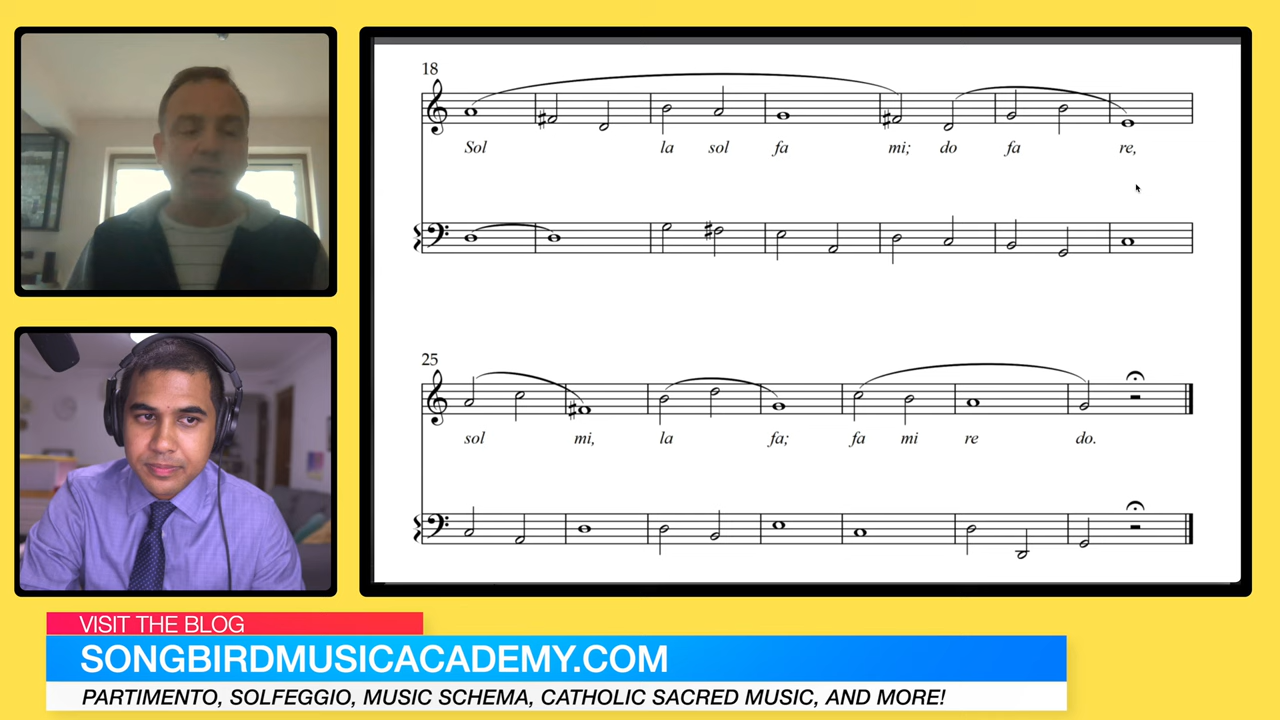 18
Sol la sol fa mi; do fa re,
25
sol mi, la fa; fa mi re do.
VISIT THE BLOG
SONGBIRDMUSICACADEMY.COM
PARTIMENTO, SOLFEGGIO, MUSIC SCHEMA, CATHOLIC SACRED MUSIC, AND MORE!